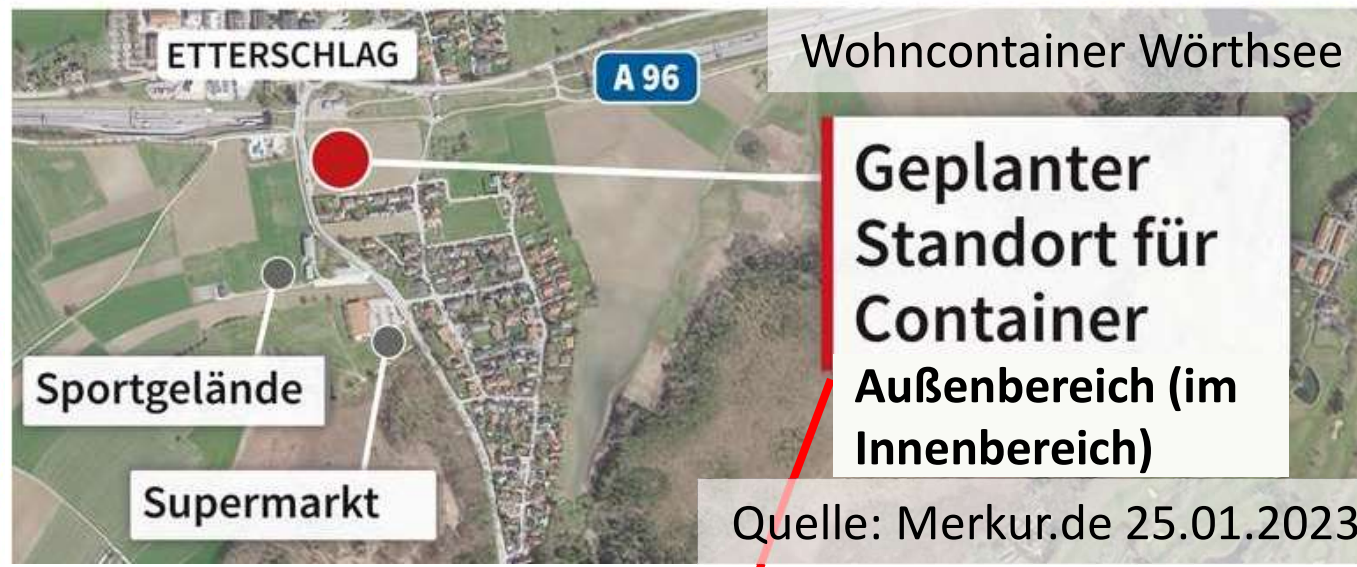 Wohncontainer Wörthsee
ETTERSCHLAG
A 96
Geplanter
Standort für
Container
Außenbereich (im
Innenbereich)
Sportgelände
Supermarkt
Quelle: Merkur.de 25.01.2023